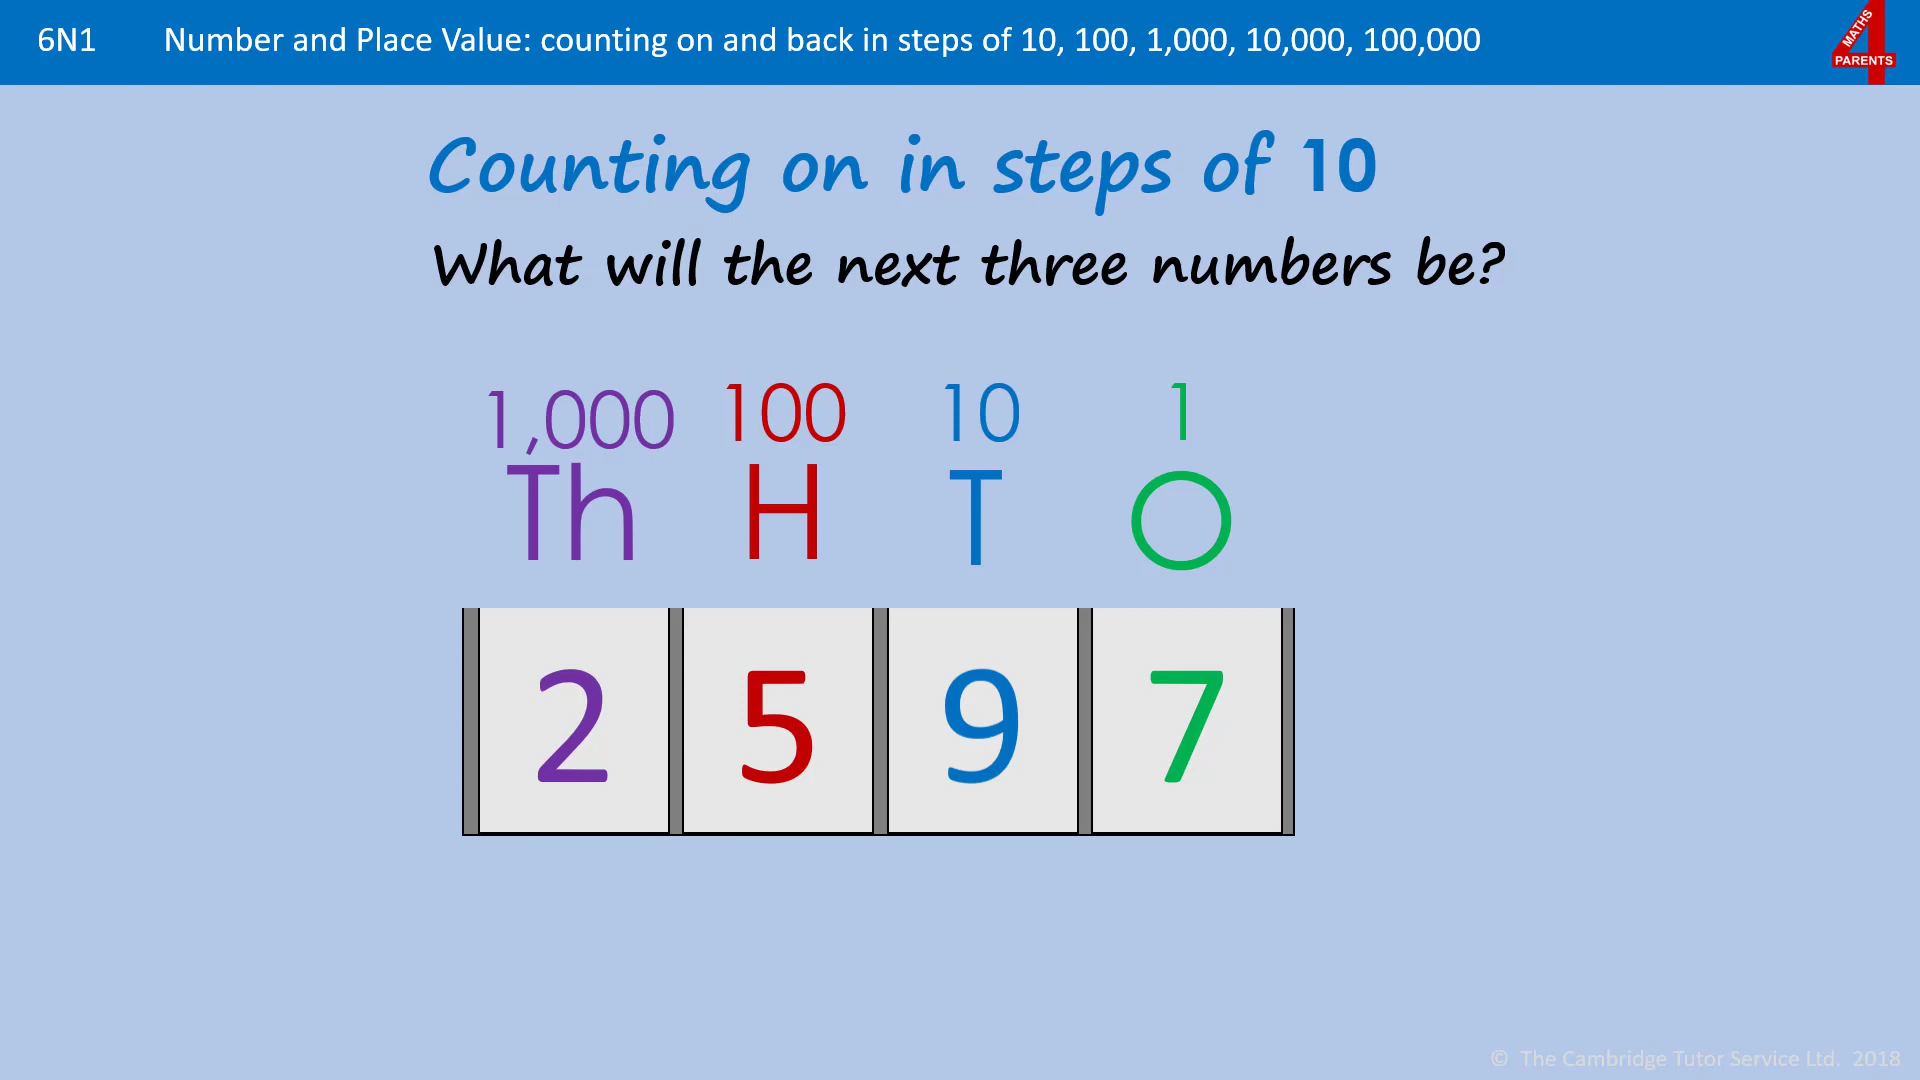 6N1 Number and Place Value: counting on and back in steps of 10, 100, 1,000, 10,000, 100,000
MATHS
4
PARENTS
Counting on in steps of 10
What will the next three numbers be?
1,000 100 10 1
Th H T O
2 5 9 7
© The Cambridge Tutor Service Ltd. 2018